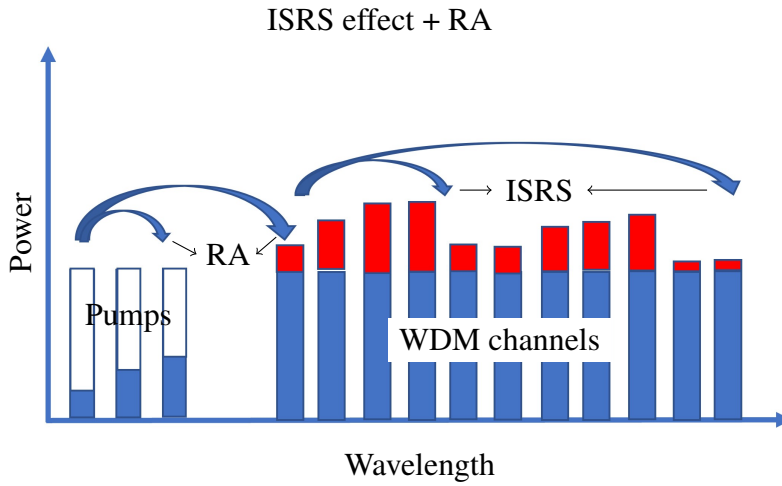 ISRS effect + RA
Power
ISRS
RA
Pumps
WDM channels
Wavelength